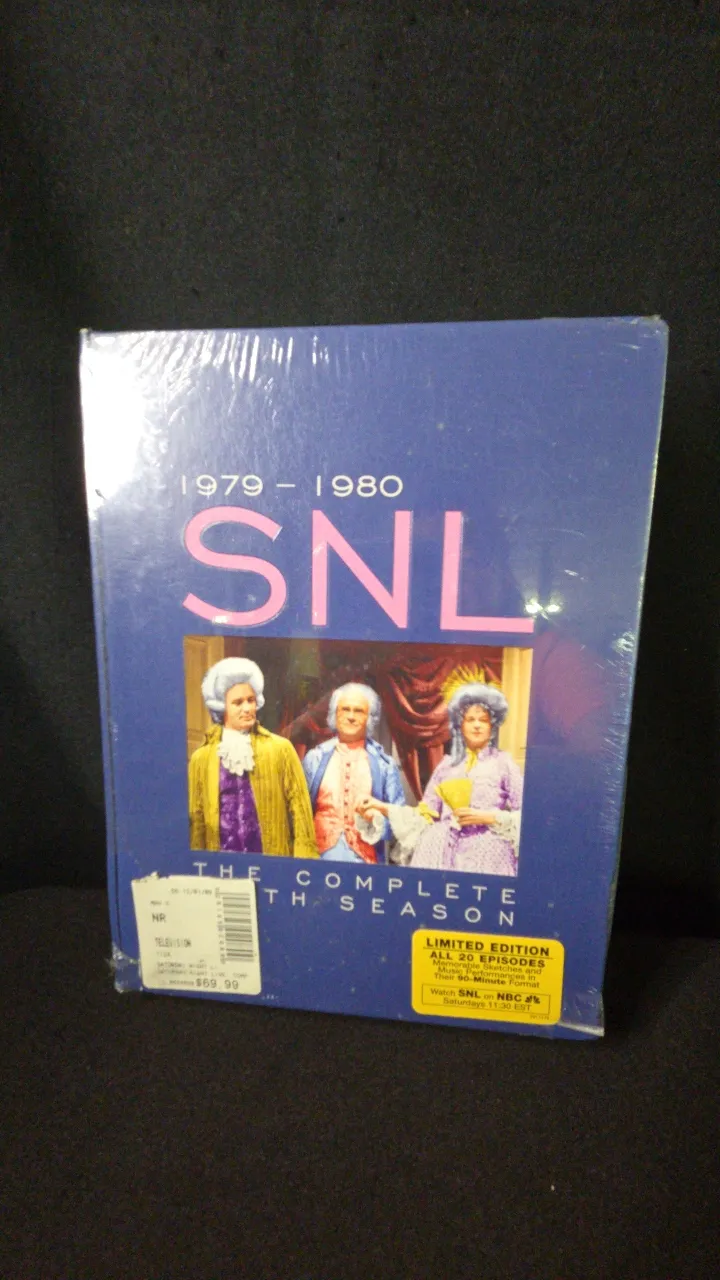 1979 – 1980
SNL
THE COMPLETE
TH SEASON
NR
TELEVISION
$69.99
LIMITED EDITION
ALL 20 EPISODES
Memorable Sketches and
Music Performances in
Their 90-Minute Format
Watch SNL on NBC
Saturdays 11:30 EST